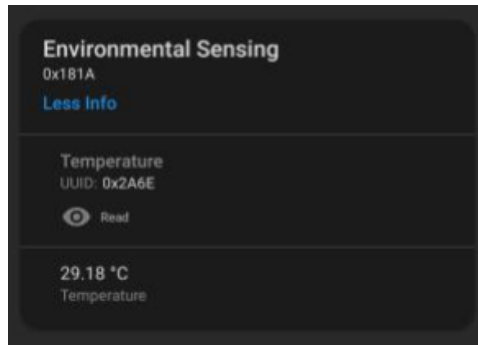 Environmental Sensing
0x181A
Less Info
Temperature
UUID: 0x2A6E
Read
29.18 °C
Temperature